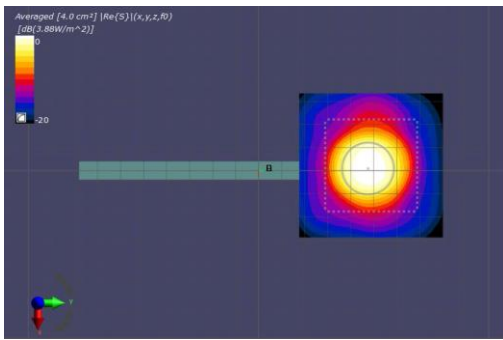 Averaged [4.0 cm²] |Re{S}|(x,y,z,f0)
[dB(3.88W/m^2)]
0
-20
B
Y